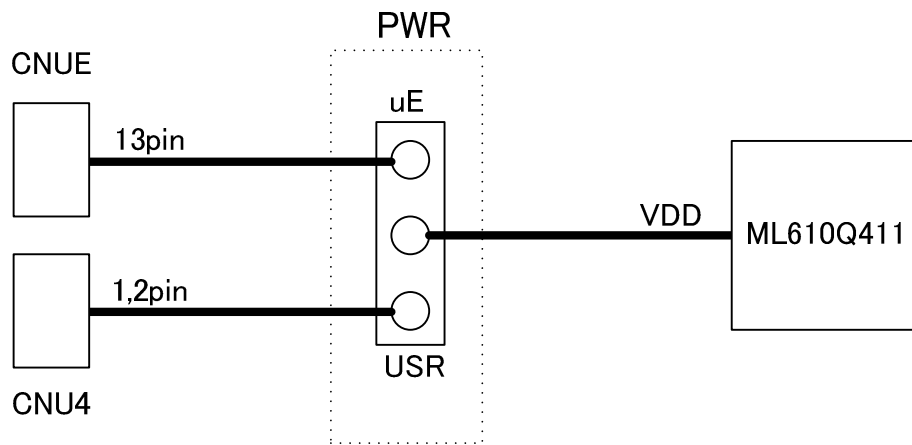 PWR
CNUE
uE
13pin
VDD
ML610Q411
1,2pin
USR
CNU4